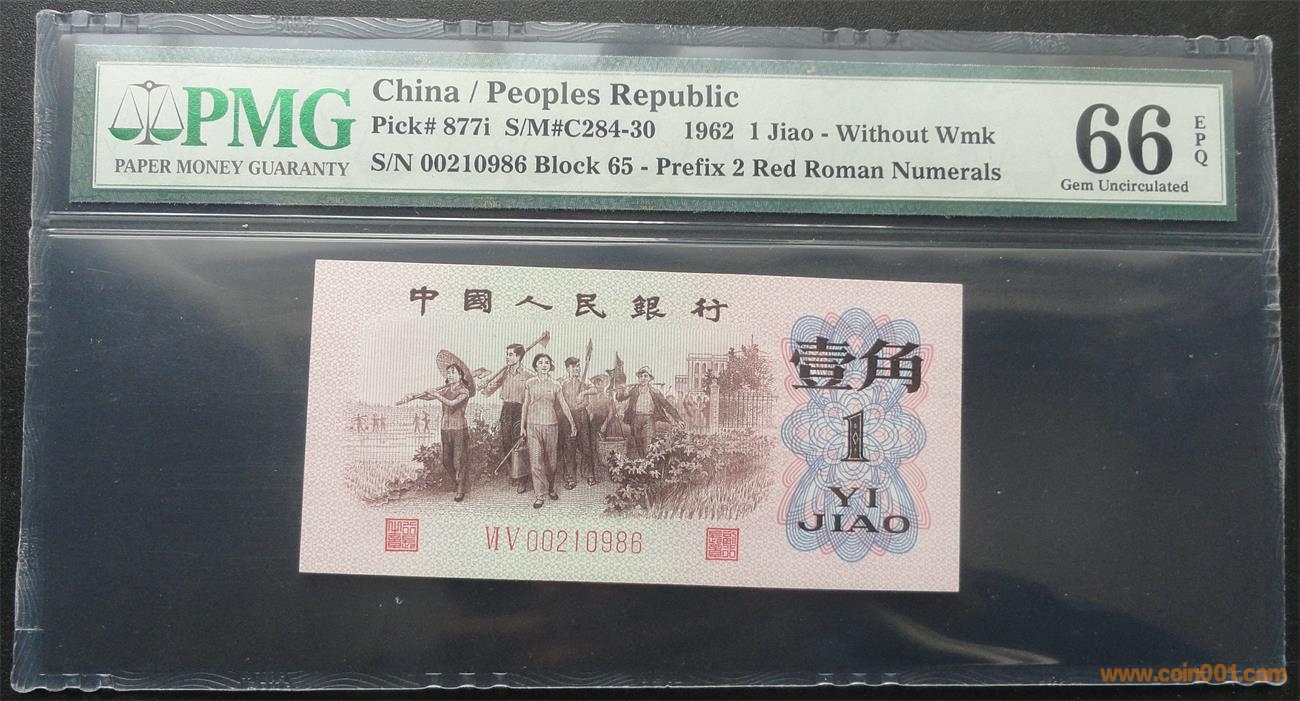 PMG
PAPER MONEY GUARANTY
China / Peoples Republic
Pick# 877i S/M#C284-30 1962 1 Jiao - Without Wmk
S/N 00210986 Block 65 - Prefix 2 Red Roman Numerals
66
EPQ
Gem Uncirculated
中國人民銀行
壹角
1
YI
JIAO
VI V 00210986
www.coin001.com